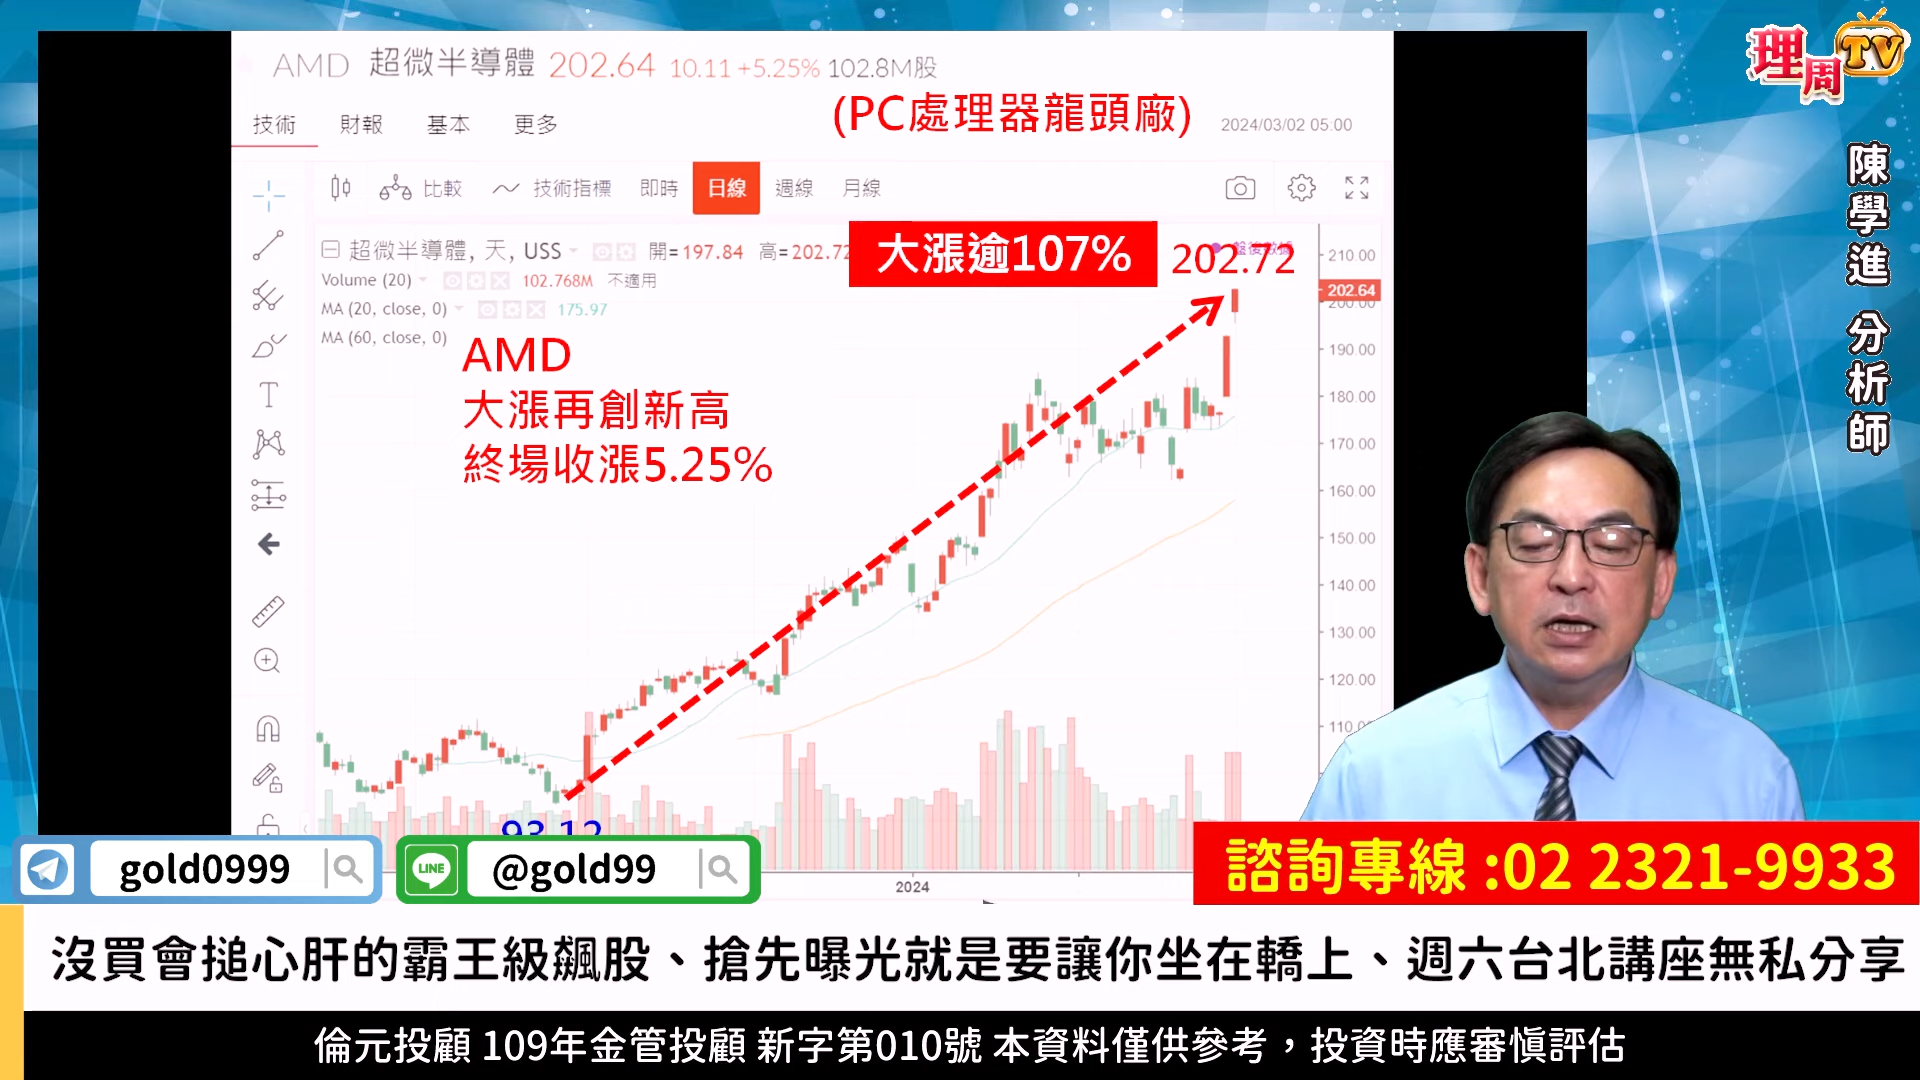 AMD 超微半導體 202.64 10.11 +5.25% 102.8M股
(PC處理器龍頭廠)
技術 財報 基本 更多
2024/03/02 05:00
比較 技術指標 即時 日線 週線 月線
超微半導體, 天, USS 開=197.84 高=202.72
大漲逾107%
202.72
Volume (20) 102.768M 不適用
MA (20, close, 0) 175.97
MA (60, close, 0)
AMD
大漲再創新高
終場收漲5.25%
210.00
202.64
200.00
190.00
180.00
170.00
160.00
150.00
140.00
130.00
120.00
110.00
93.12
2024
理周TV
陳學進 分析師
gold0999
LINE @gold99
諮詢專線 :02 2321-9933
沒買會搥心肝的霸王級飆股、搶先曝光就是要讓你坐在轎上、週六台北講座無私分享
倫元投顧 109年金管投顧 新字第010號 本資料僅供參考，投資時應審慎評估